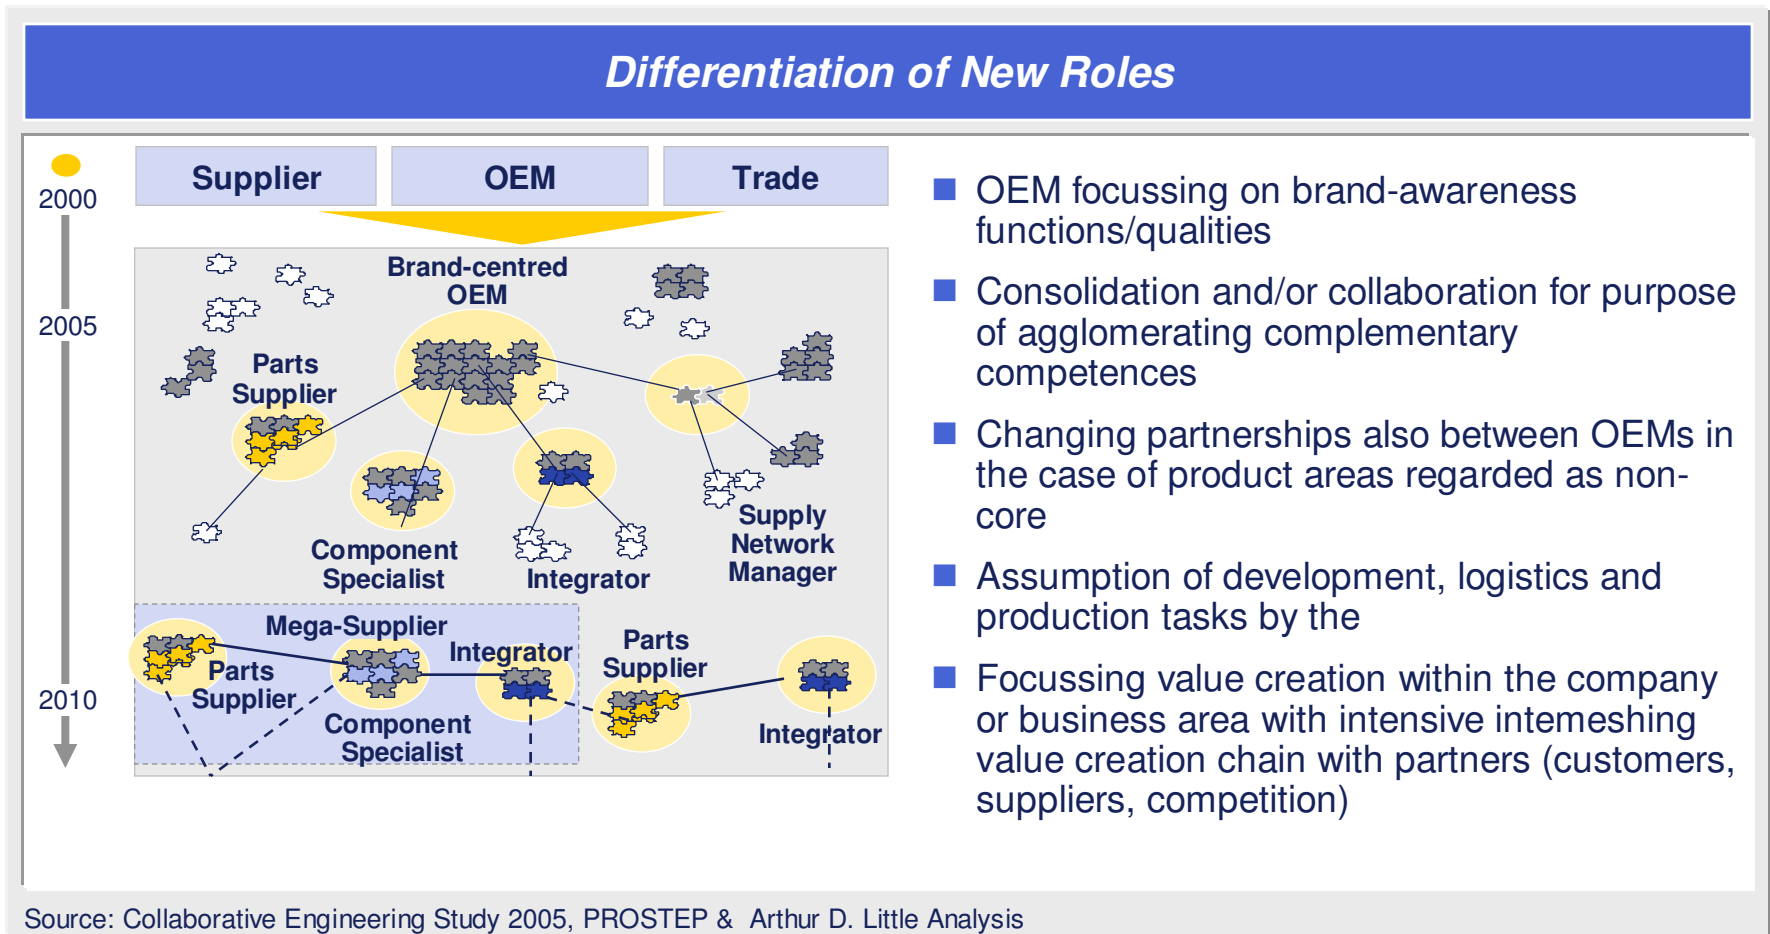 Differentiation of New Roles
2000
2005
2010
Supplier
OEM
Trade
Brand-centred
OEM
Parts
Supplier
Component
Specialist
Integrator
Supply
Network
Manager
Mega-Supplier
Parts
Supplier
Component
Specialist
Integrator
Parts
Supplier
Integrator
OEM focussing on brand-awareness
functions/qualities
Consolidation and/or collaboration for purpose
of agglomerating complementary
competences
Changing partnerships also between OEMs in
the case of product areas regarded as non-
core
Assumption of development, logistics and
production tasks by the
Focussing value creation within the company
or business area with intensive intemeshing
value creation chain with partners (customers,
suppliers, competition)
Source: Collaborative Engineering Study 2005, PROSTEP & Arthur D. Little Analysis